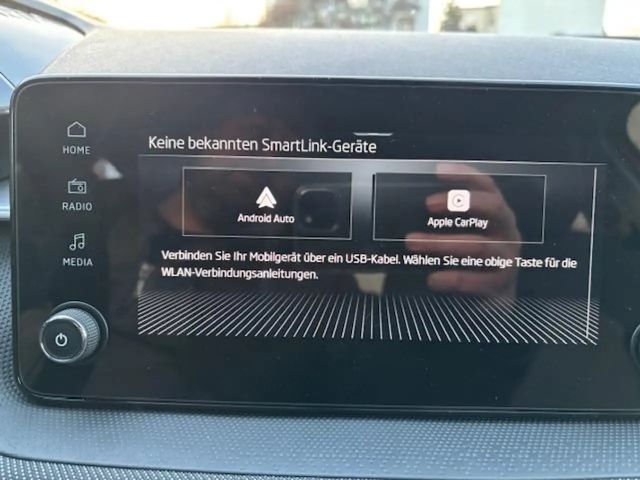 Keine bekannten SmartLink-Geräte
HOME
RADIO
MEDIA
Android Auto
Apple CarPlay
Verbinden Sie Ihr Mobilgerät über ein USB-Kabel. Wählen Sie eine obige Taste für die
WLAN-Verbindungsanleitungen.